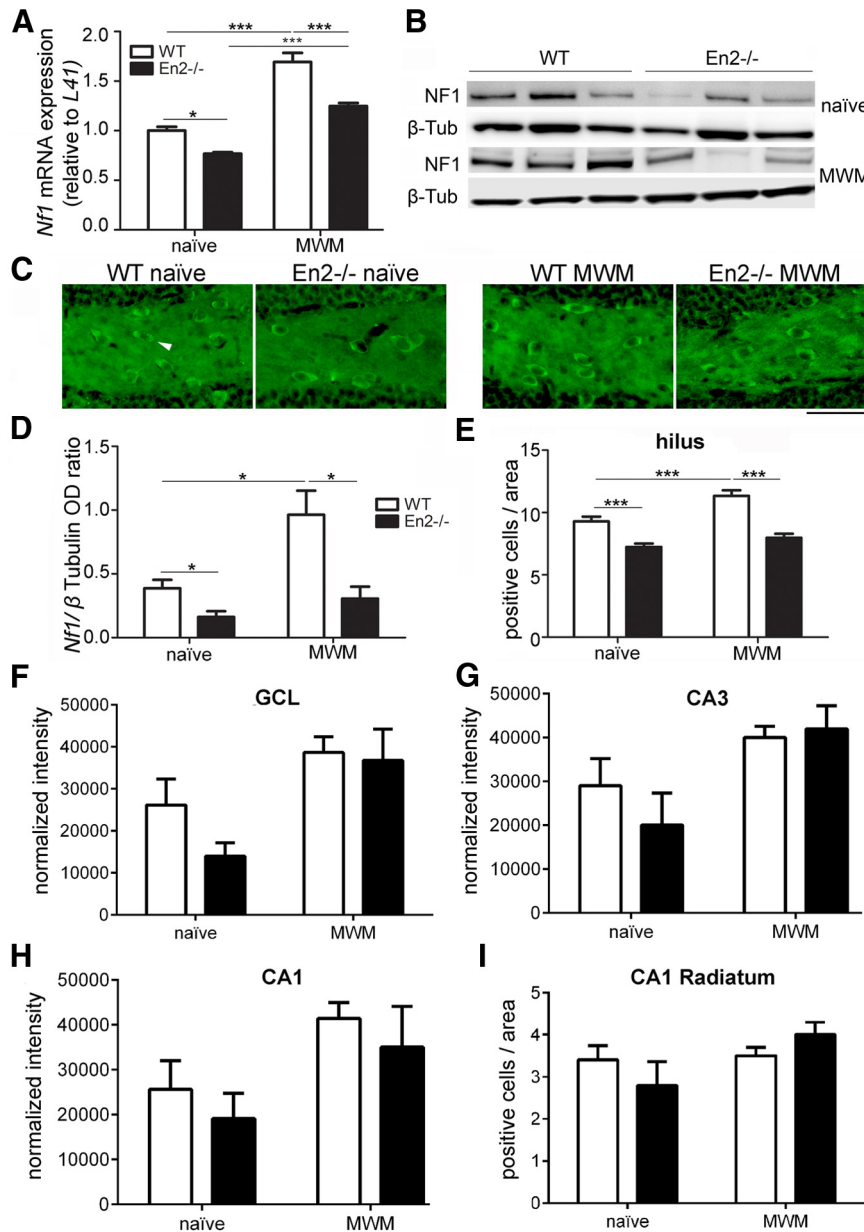 A
Nf1 mRNA expression
(relative to L41)
2.0
1.5
1.0
0.5
0.0
WT
En2-/-
*
***
***
***
naïve
MWM
B
WT
En2-/-
NF1
β-Tub
naïve
NF1
β-Tub
MWM
C
WT naïve
En2-/- naïve
WT MWM
En2-/- MWM
D
Nf1/ β Tubulin OD ratio
1.5
1.0
0.5
0.0
*
*
*
WT
En2-/-
naïve
MWM
E
hilus
positive cells / area
15
10
5
0
***
***
***
naïve
MWM
F
GCL
normalized intensity
50000
40000
30000
20000
10000
0
naïve
MWM
G
CA3
normalized intensity
50000
40000
30000
20000
10000
0
naïve
MWM
H
CA1
normalized intensity
50000
40000
30000
20000
10000
0
naïve
MWM
I
CA1 Radiatum
positive cells / area
5
4
3
2
1
0
naïve
MWM